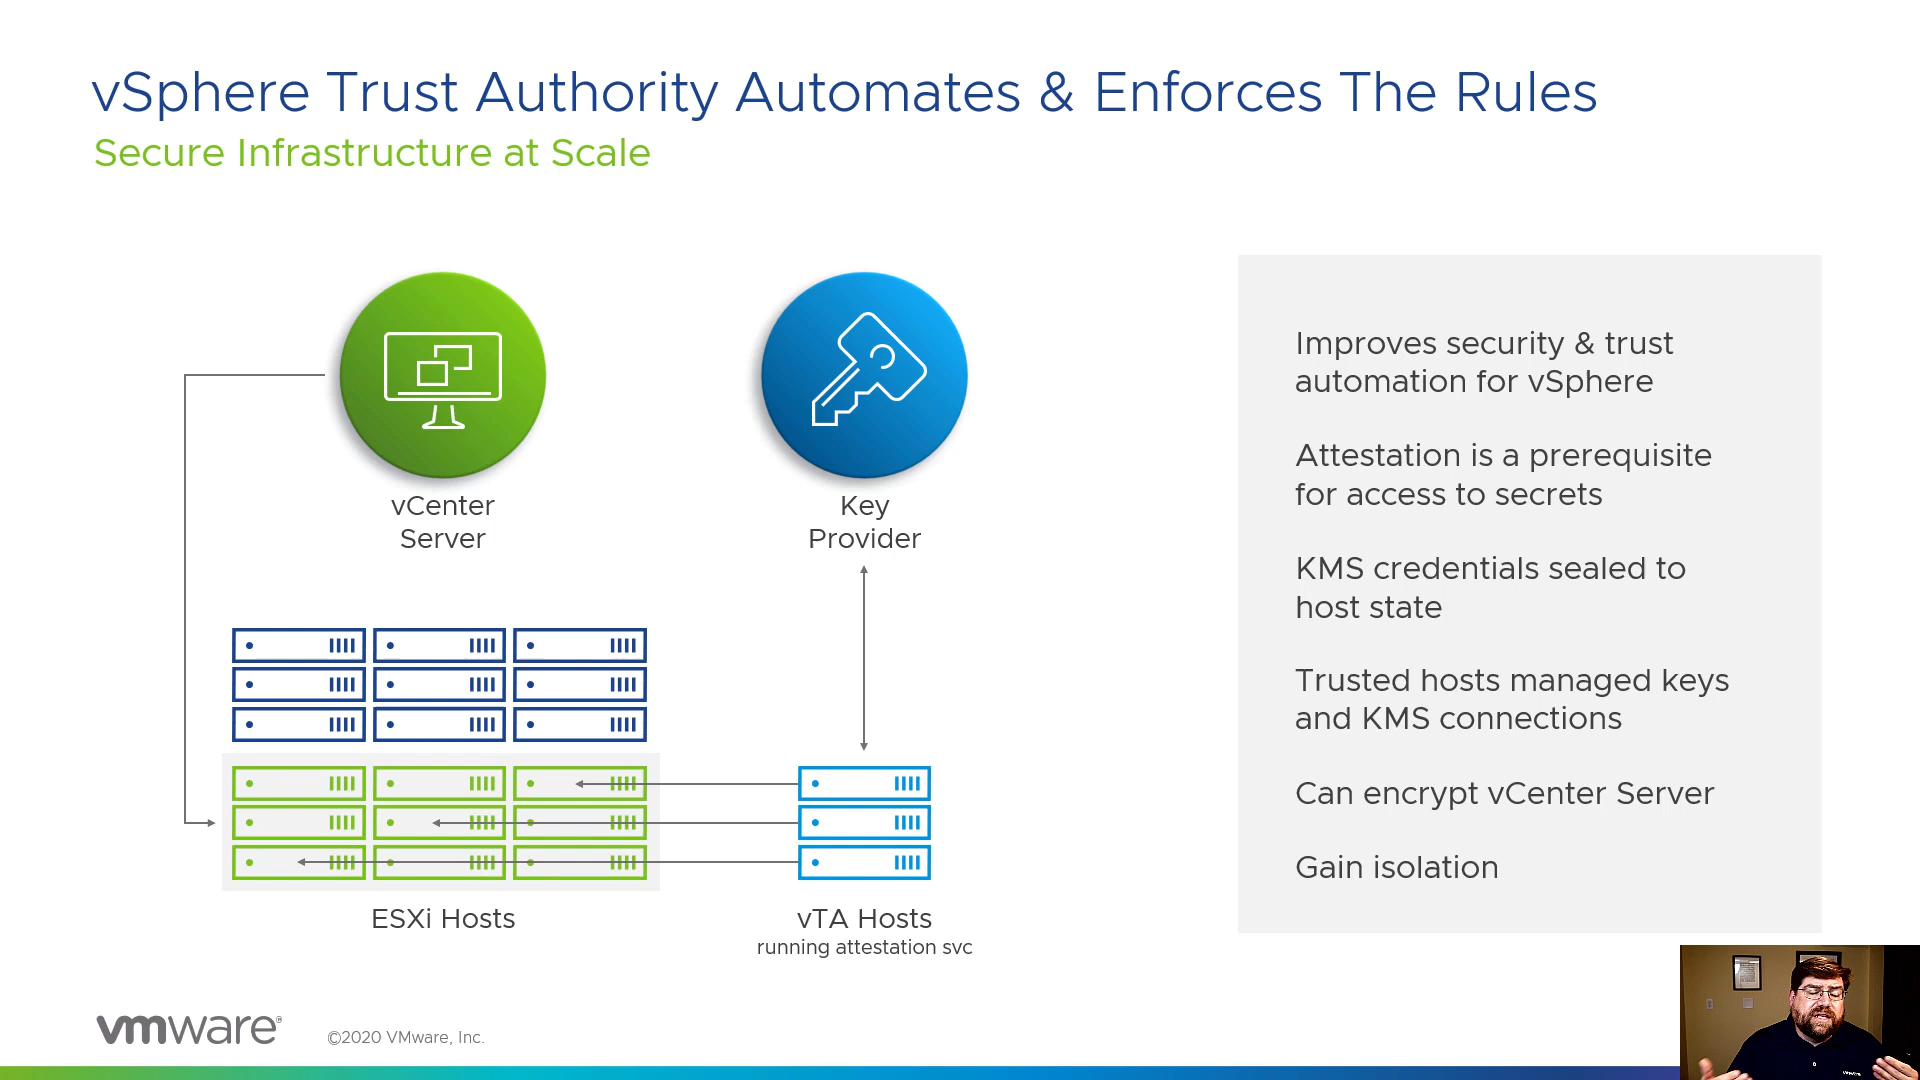 vSphere Trust Authority Automates & Enforces The Rules
Secure Infrastructure at Scale
vCenter
Server
Key
Provider
ESXi Hosts
vTA Hosts
running attestation svc
Improves security & trust
automation for vSphere
Attestation is a prerequisite
for access to secrets
KMS credentials sealed to
host state
Trusted hosts managed keys
and KMS connections
Can encrypt vCenter Server
Gain isolation
vmware®
©2020 VMware, Inc.